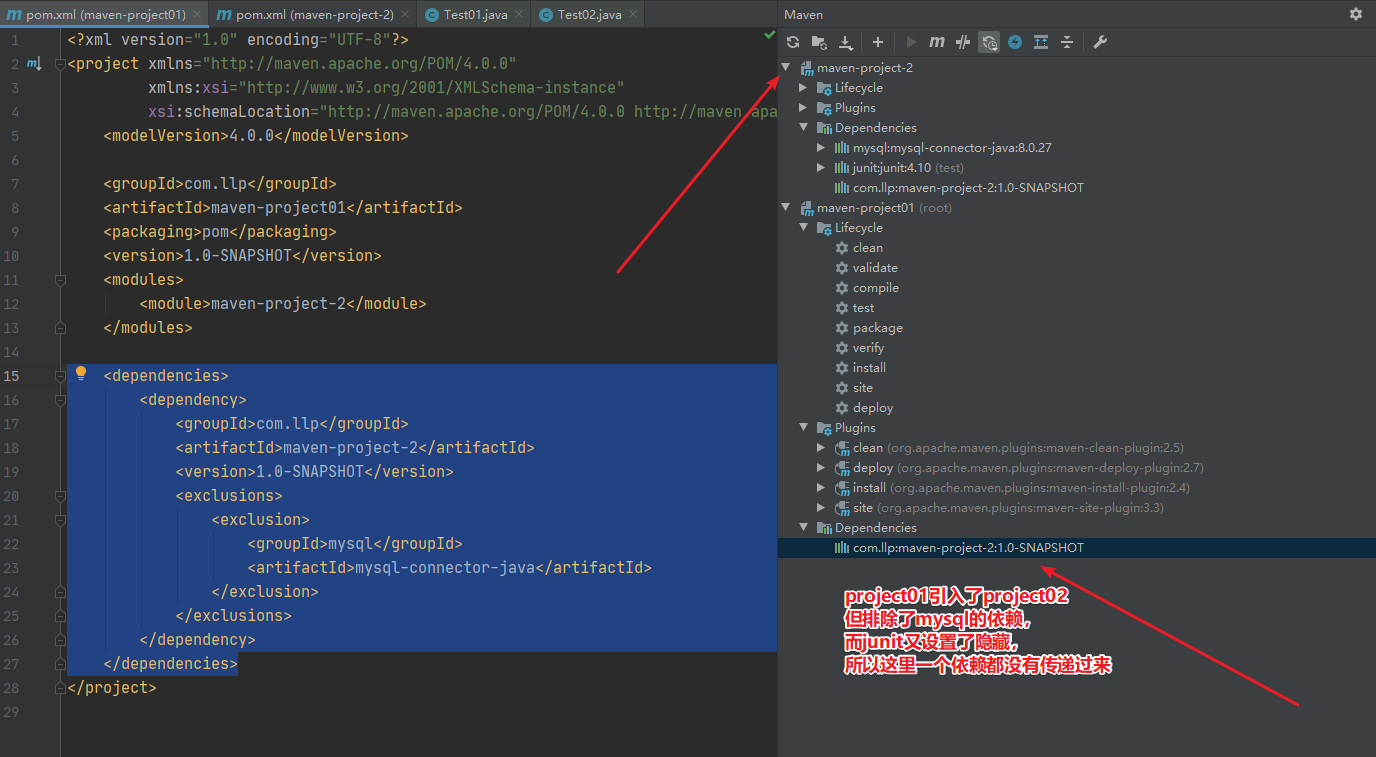 pom.xml (maven-project01)
pom.xml (maven-project-2)
Test01.java
Test02.java
1 <?xml version="1.0" encoding="UTF-8"?>
2 <project xmlns="http://maven.apache.org/POM/4.0.0"
3 xmlns:xsi="http://www.w3.org/2001/XMLSchema-instance"
4 xsi:schemaLocation="http://maven.apache.org/POM/4.0.0 http://maven.apa
5 <modelVersion>4.0.0</modelVersion>
6
7 <groupId>com.llp</groupId>
8 <artifactId>maven-project01</artifactId>
9 <packaging>pom</packaging>
10 <version>1.0-SNAPSHOT</version>
11 <modules>
12 <module>maven-project-2</module>
13 </modules>
14
15 <dependencies>
16 <dependency>
17 <groupId>com.llp</groupId>
18 <artifactId>maven-project-2</artifactId>
19 <version>1.0-SNAPSHOT</version>
20 <exclusions>
21 <exclusion>
22 <groupId>mysql</groupId>
23 <artifactId>mysql-connector-java</artifactId>
24 </exclusion>
25 </exclusions>
26 </dependency>
27 </dependencies>
28 </project>
29
Maven
maven-project-2
Lifecycle
Plugins
Dependencies
mysql:mysql-connector-java:8.0.27
junit:junit:4.10 (test)
com.llp:maven-project-2:1.0-SNAPSHOT
maven-project01 (root)
Lifecycle
clean
validate
compile
test
package
verify
install
site
deploy
Plugins
clean (org.apache.maven.plugins:maven-clean-plugin:2.5)
deploy (org.apache.maven.plugins:maven-deploy-plugin:2.7)
install (org.apache.maven.plugins:maven-install-plugin:2.4)
site (org.apache.maven.plugins:maven-site-plugin:3.3)
Dependencies
com.llp:maven-project-2:1.0-SNAPSHOT
project01引入了project02
但排除了mysql的依赖，
而junit又设置了隐藏，
所以这里一个依赖都没有传递过来